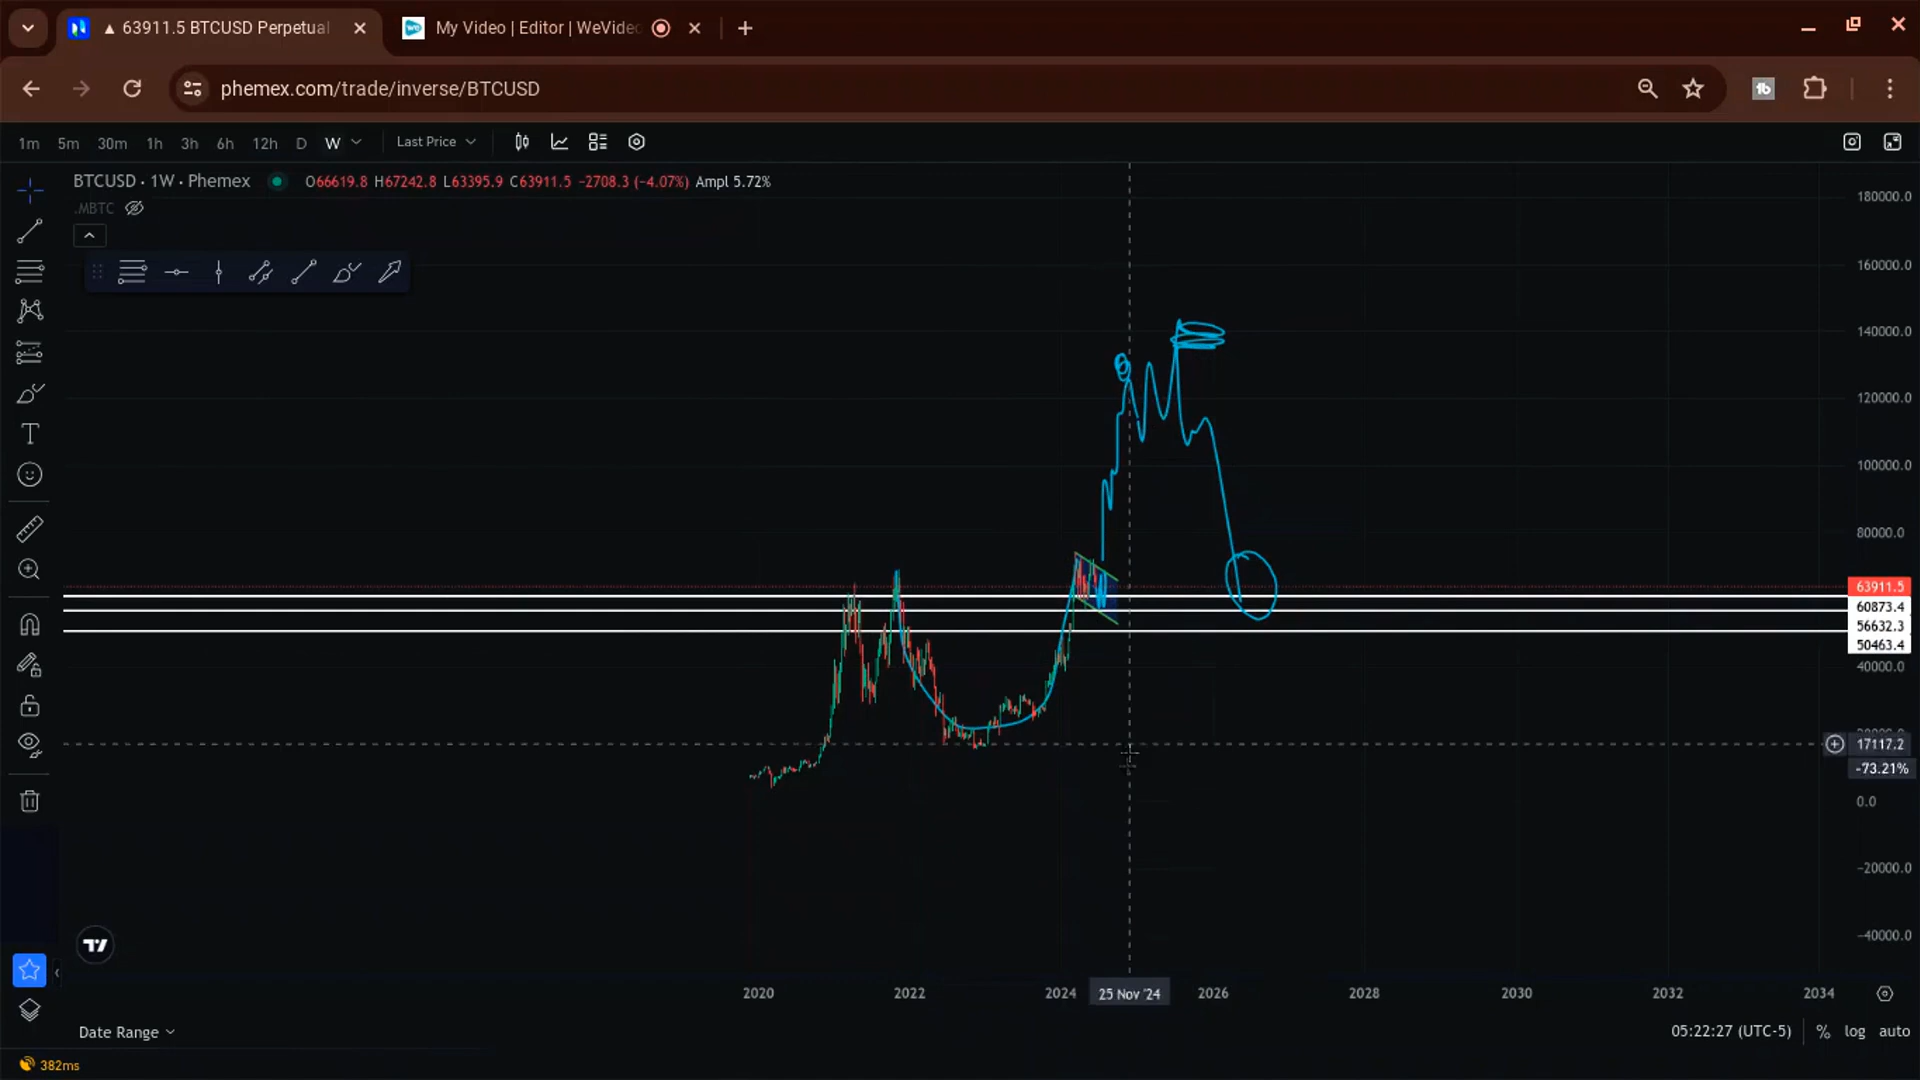 ▲ 63911.5 BTCUSD Perpetual
My Video | Editor | WeVide
phemex.com/trade/inverse/BTCUSD
1m 5m 30m 1h 3h 6h 12h D W Last Price
BTCUSD · 1W · Phemex O66619.8 H67242.8 L63395.9 C63911.5 −2708.3 (−4.07%) Ampl 5.72%
.MBTC
180000.0
160000.0
140000.0
120000.0
100000.0
80000.0
63911.5
60873.4
56632.3
50463.4
40000.0
17117.2
-73.21%
0.0
−20000.0
−40000.0
2020 2022 2024 25 Nov '24 2026 2028 2030 2032 2034
Date Range 05:22:27 (UTC-5) % log auto
382ms